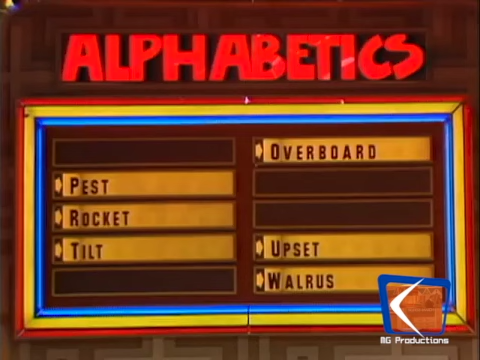 ALPHABETICS
OVERBOARD
PEST
ROCKET
TILT
UPSET
WALRUS
MG Productions